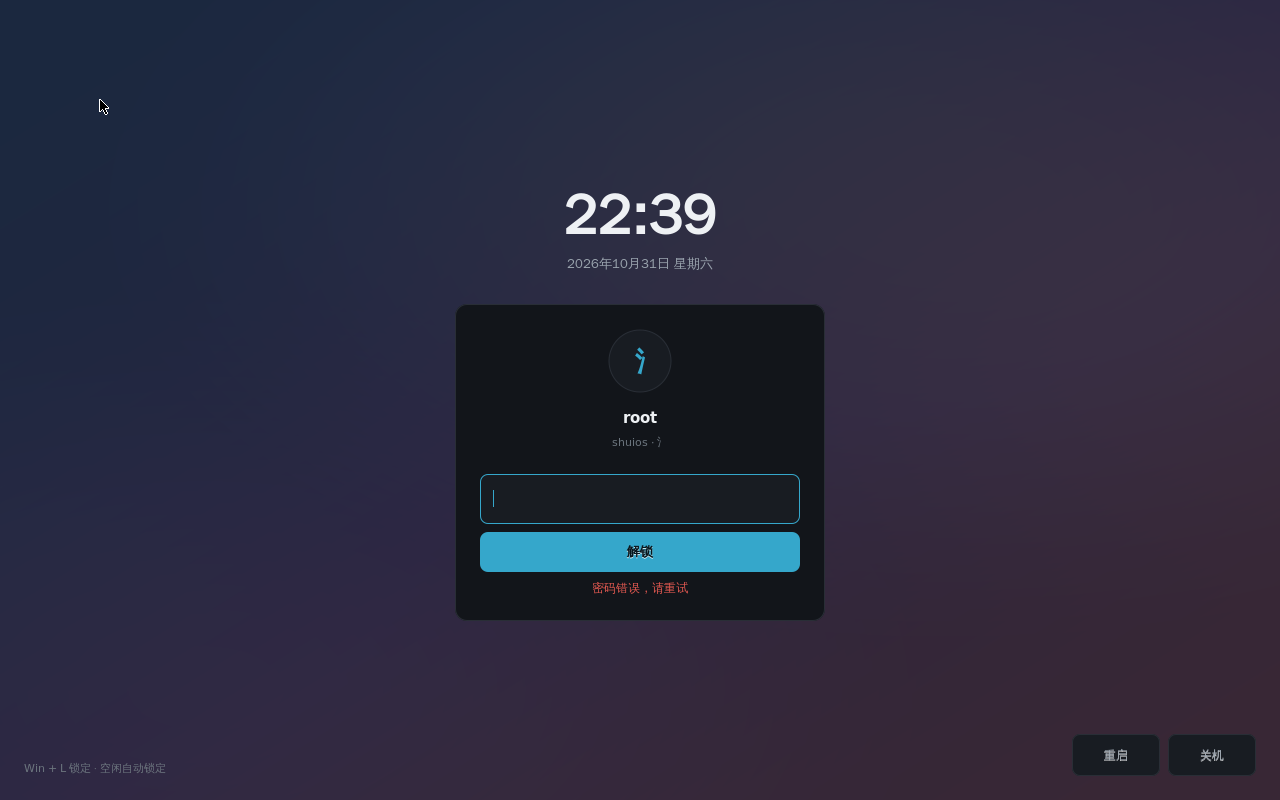 22:39
2026年10月31日 星期六
氵
root
shuios · 氵
解锁
密码错误，请重试
重启
关机
Win + L 锁定 · 空闲自动锁定